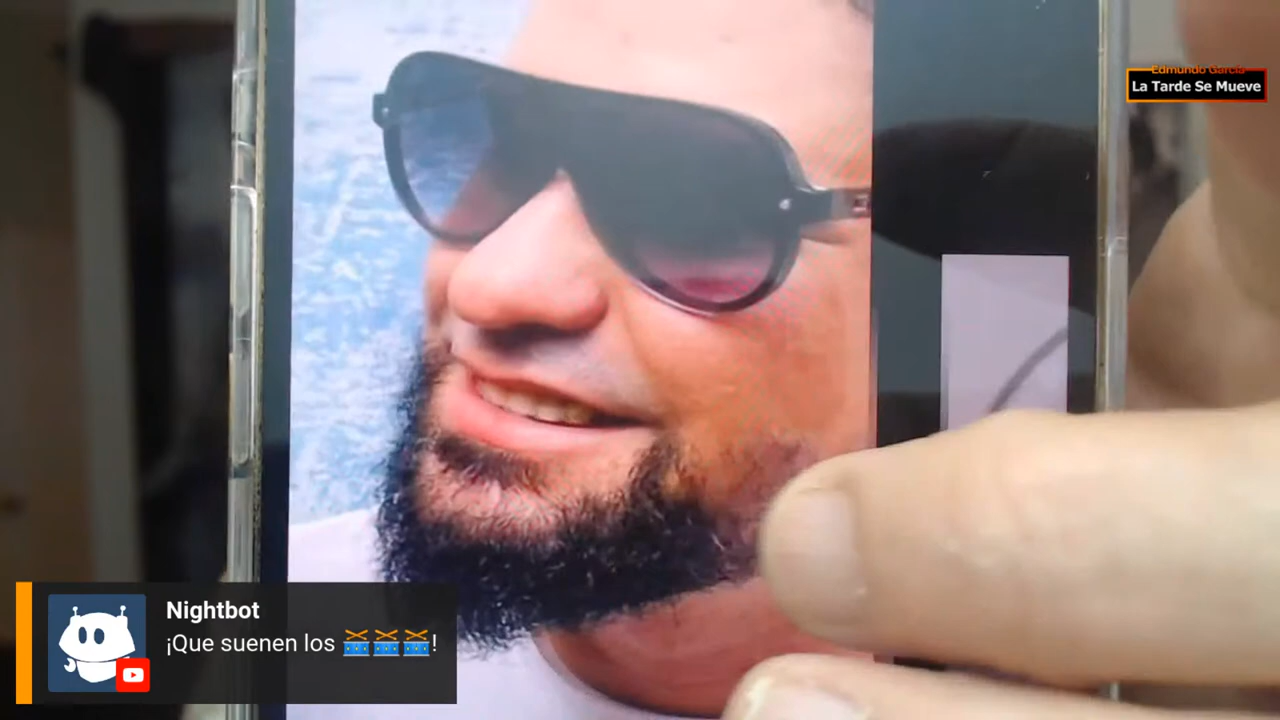 Edmundo García
La Tarde Se Mueve
Nightbot
¡Que suenen los 🥁🥁🥁!